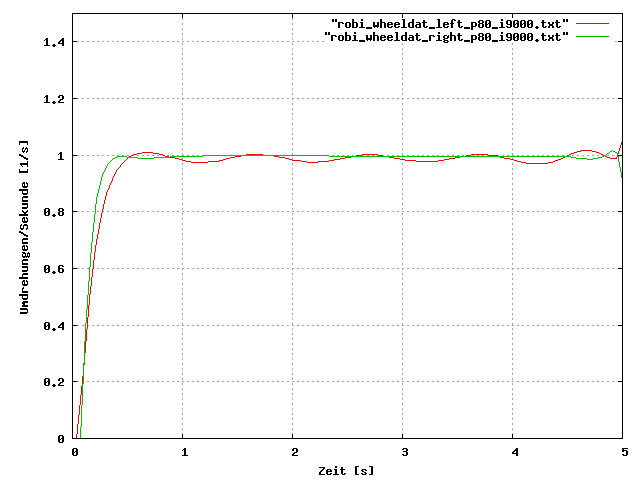 "robi_wheeldat_left_p80_i9000.txt"
"robi_wheeldat_right_p80_i9000.txt"
1.4
1.2
1
0.8
0.6
0.4
0.2
0
Umdrehungen/Sekunde [1/s]
0 1 2 3 4 5
Zeit [s]